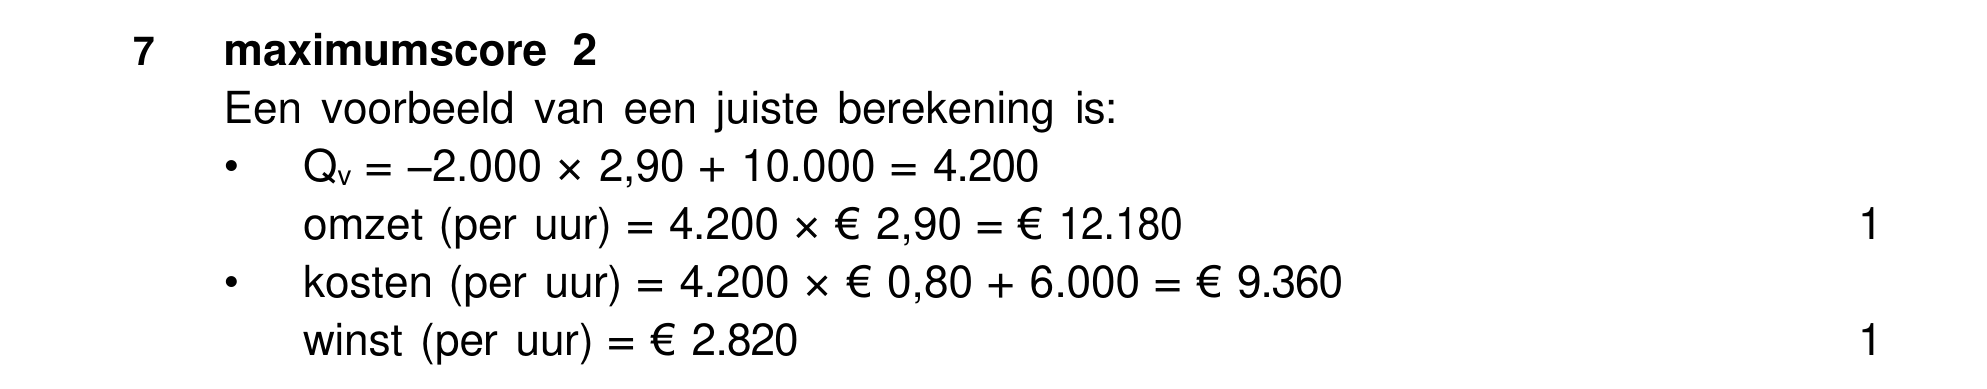 7 maximumscore 2
Een voorbeeld van een juiste berekening is:
• Qv = –2.000 × 2,90 + 10.000 = 4.200
omzet (per uur) = 4.200 × € 2,90 = € 12.180 1
• kosten (per uur) = 4.200 × € 0,80 + 6.000 = € 9.360
winst (per uur) = € 2.820 1